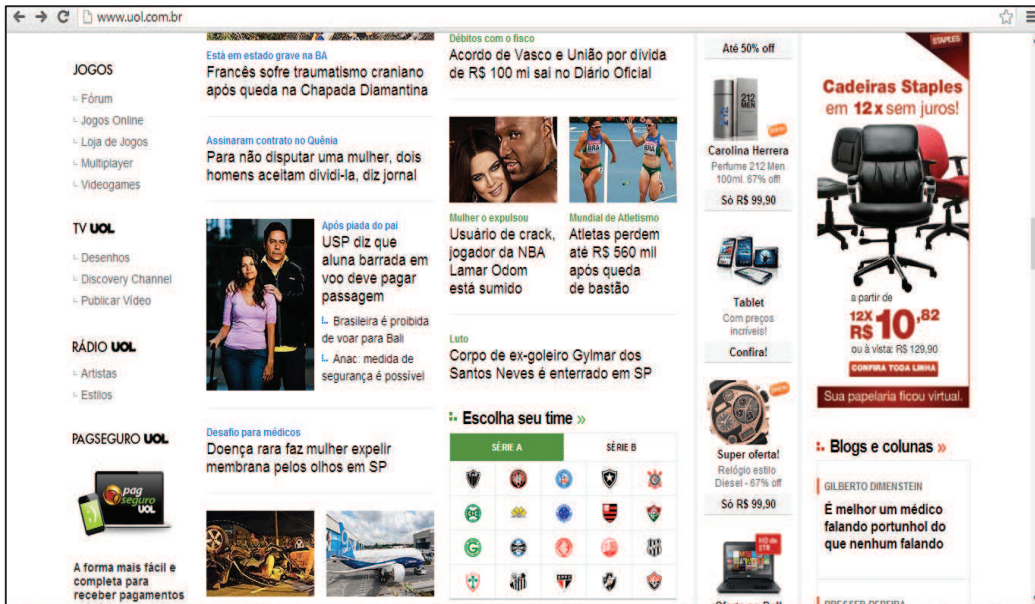 www.uol.com.br
JOGOS
Fórum
Jogos Online
Loja de Jogos
Multiplayer
Videogames
TV UOL
Desenhos
Discovery Channel
Publicar Vídeo
RÁDIO UOL
Artistas
Estilos
PAGSEGURO UOL
pag
seguro
UOL
A forma mais fácil e
completa para
receber pagamentos
Está em estado grave na BA
Francês sofre traumatismo craniano
após queda na Chapada Diamantina
Assinaram contrato no Quênia
Para não disputar uma mulher, dois
homens aceitam dividi-la, diz jornal
Após piada do pai
USP diz que
aluna barrada em
voo deve pagar
passagem
Brasileira é proibida
de voar para Bali
Anac: medida de
segurança é possível
Desafio para médicos
Doença rara faz mulher expelir
membrana pelos olhos em SP
Débitos com o fisco
Acordo de Vasco e União por dívida
de R$ 100 mi sai no Diário Oficial
BRA
BRA
Mulher o expulsou
Usuário de crack,
jogador da NBA
Lamar Odom
está sumido
Mundial de Atletismo
Atletas perdem
até R$ 560 mil
após queda
de bastão
Luto
Corpo de ex-goleiro Gylmar dos
Santos Neves é enterrado em SP
Escolha seu time »
SÉRIE A
SÉRIE B
Até 50% off
212
MEN
Carolina Herrera
Perfume 212 Men
100ml. 67% off!
Só R$ 99,90
Tablet
Com preços
incríveis!
Confira!
Super oferta!
Relógio estilo
Diesel - 67% off
Só R$ 99,90
HD de
1TB
STAPLES
Cadeiras Staples
em 12x sem juros!
a partir de
12X
R$ 10,82
ou à vista: R$ 129,90
CONFIRA TODA LINHA
Sua papelaria ficou virtual.
Blogs e colunas »
GILBERTO DIMENSTEIN
É melhor um médico
falando portunhol do
que nenhum falando
BRESSER PEREIRA